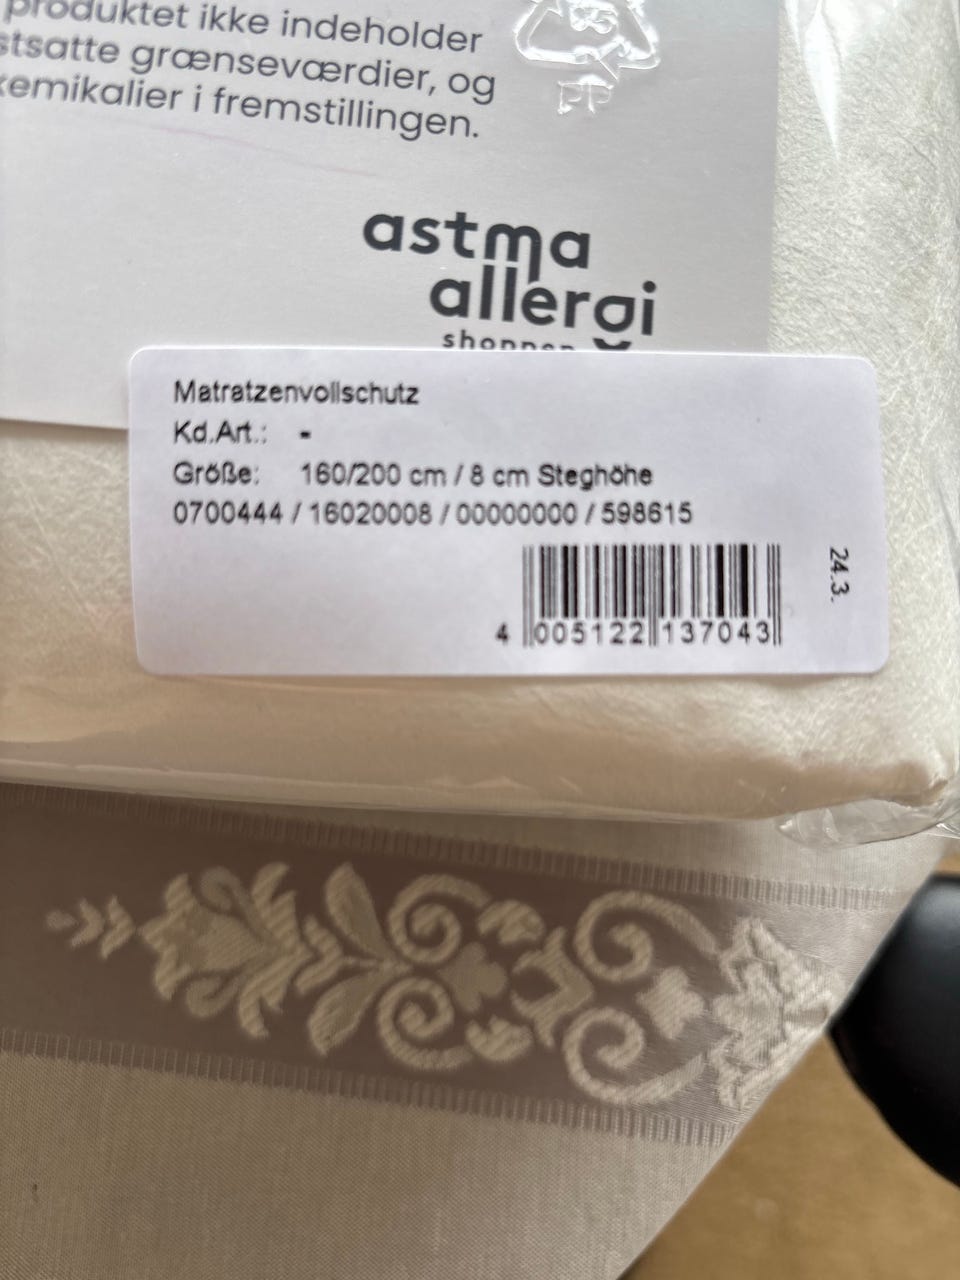 produktet ikke indeholder
grænseværdier, og
kemikalier i fremstillingen.
PP
astma
allergi
Matratzenvollschutz
Kd.Art.: -
Größe: 160/200 cm / 8 cm Steghöhe
0700444 / 16020008 / 00000000 / 598615
24.3.
4 005122 137043